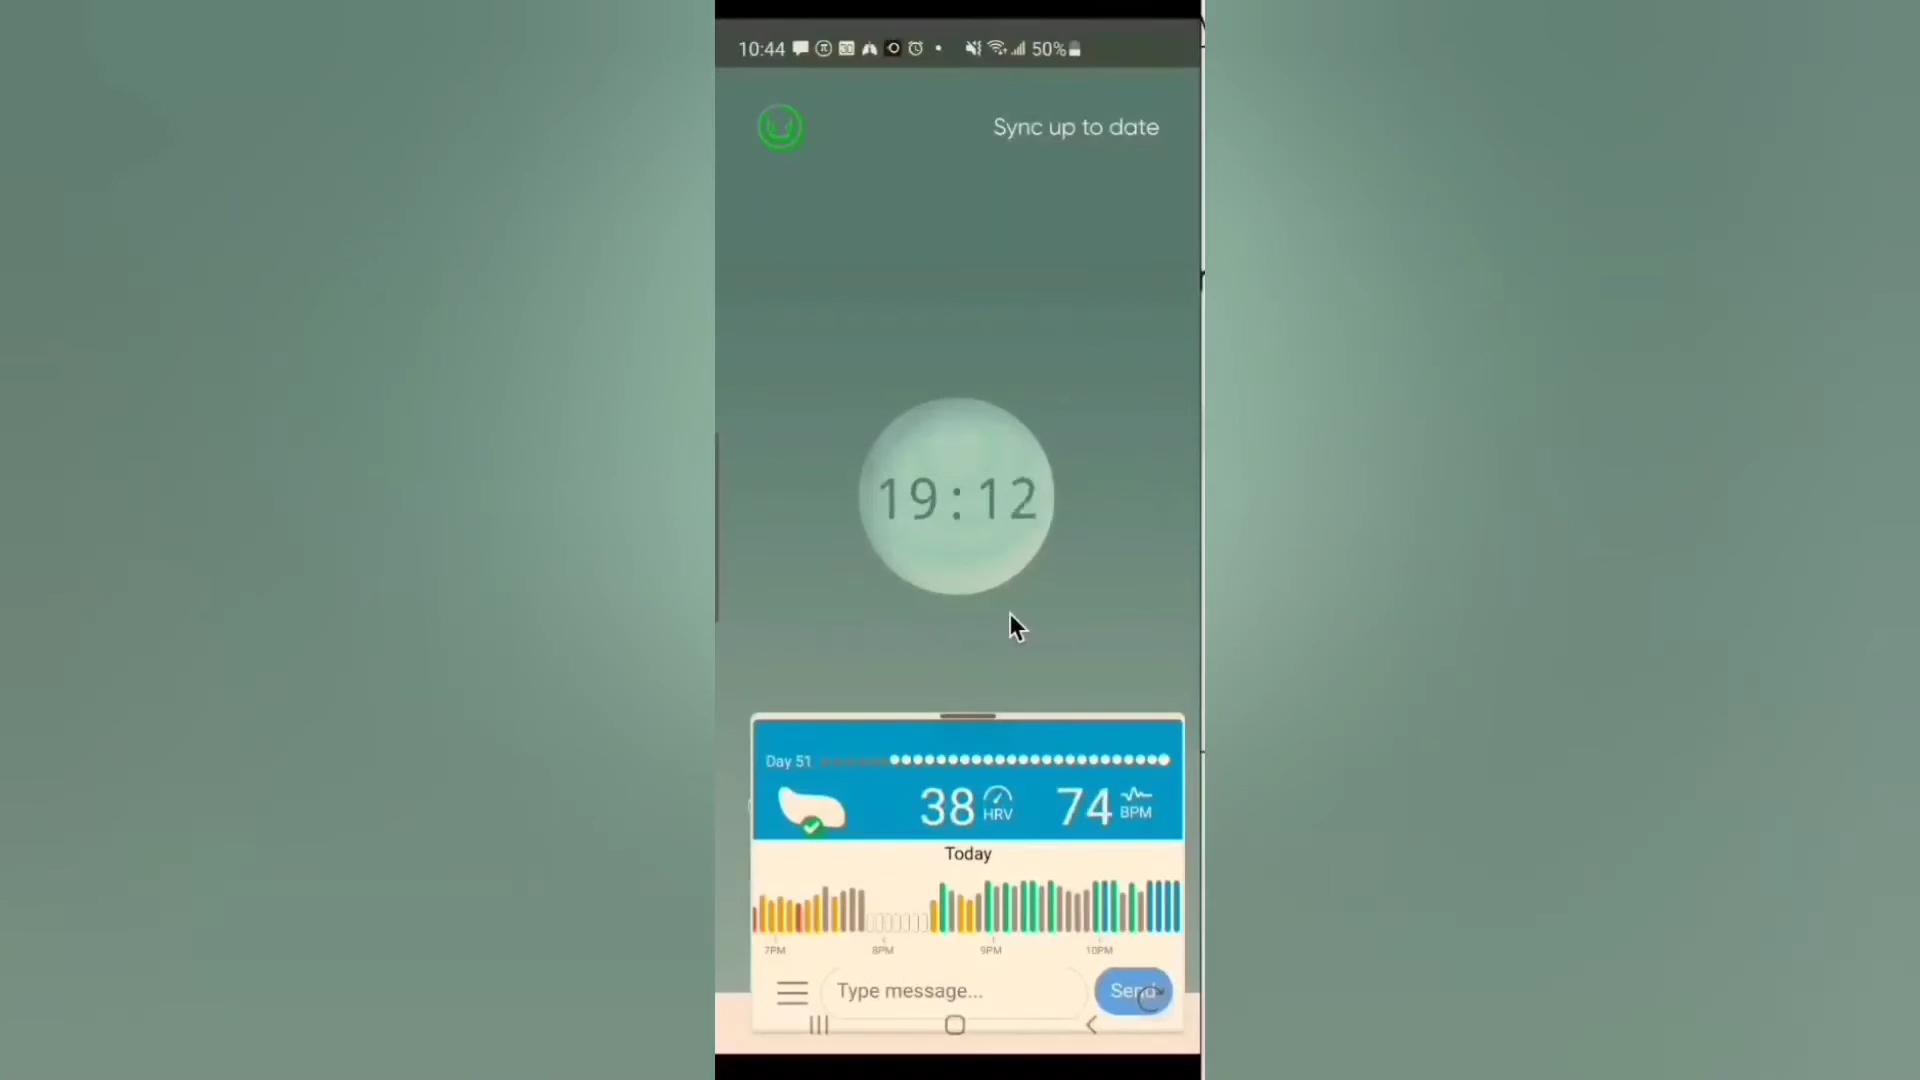 10:44 30 50%
Sync up to date
19:12
Day 51
38 HRV 74 BPM
Today
7PM 8PM 9PM 10PM
Type message... Send